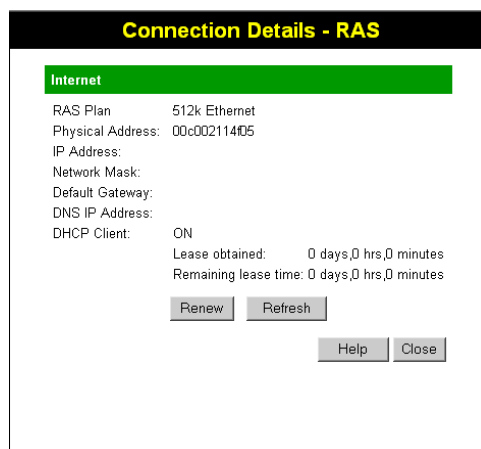 Connection Details - RAS
Internet
RAS Plan 512k Ethernet
Physical Address: 00c002114f05
IP Address:
Network Mask:
Default Gateway:
DNS IP Address:
DHCP Client: ON
Lease obtained: 0 days,0 hrs,0 minutes
Remaining lease time: 0 days,0 hrs,0 minutes
Renew Refresh
Help Close